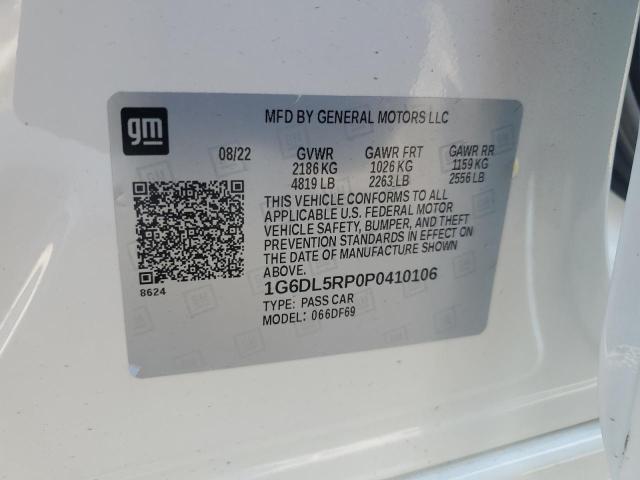 gm
MFD BY GENERAL MOTORS LLC
08/22 GVWR GAWR FRT GAWR RR
2186 KG 1026 KG 1159 KG
4819 LB 2263 LB 2556 LB
THIS VEHICLE CONFORMS TO ALL
APPLICABLE U.S. FEDERAL MOTOR
VEHICLE SAFETY, BUMPER, AND THEFT
PREVENTION STANDARDS IN EFFECT ON
THE DATE OF MANUFACTURE SHOWN
ABOVE.
8624
1G6DL5RP0P0410106
TYPE: PASS CAR
MODEL: 066DF69